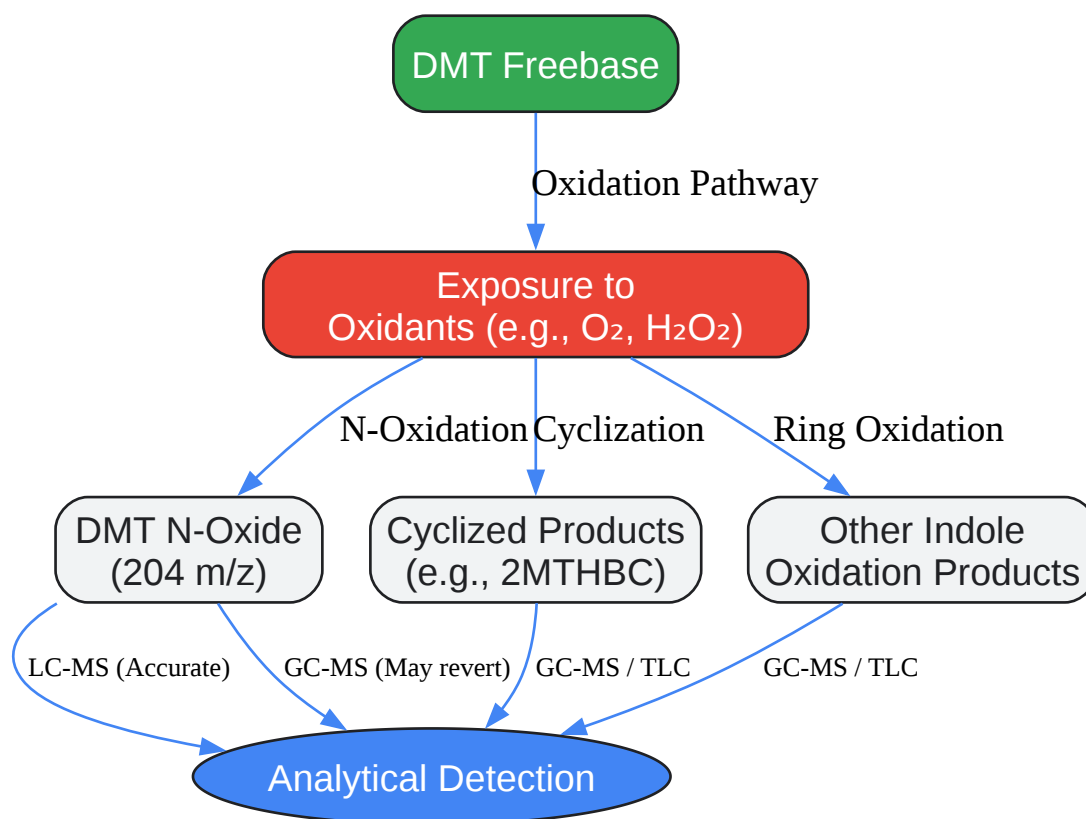 DMT Freebase
Oxidation Pathway
Exposure to
Oxidants (e.g., O₂, H₂O₂)
N-Oxidation
Cyclization
Ring Oxidation
DMT N-Oxide
(204 m/z)
Cyclized Products
(e.g., 2MTHBC)
Other Indole
Oxidation Products
LC-MS (Accurate)
GC-MS (May revert)
GC-MS / TLC
GC-MS / TLC
Analytical Detection